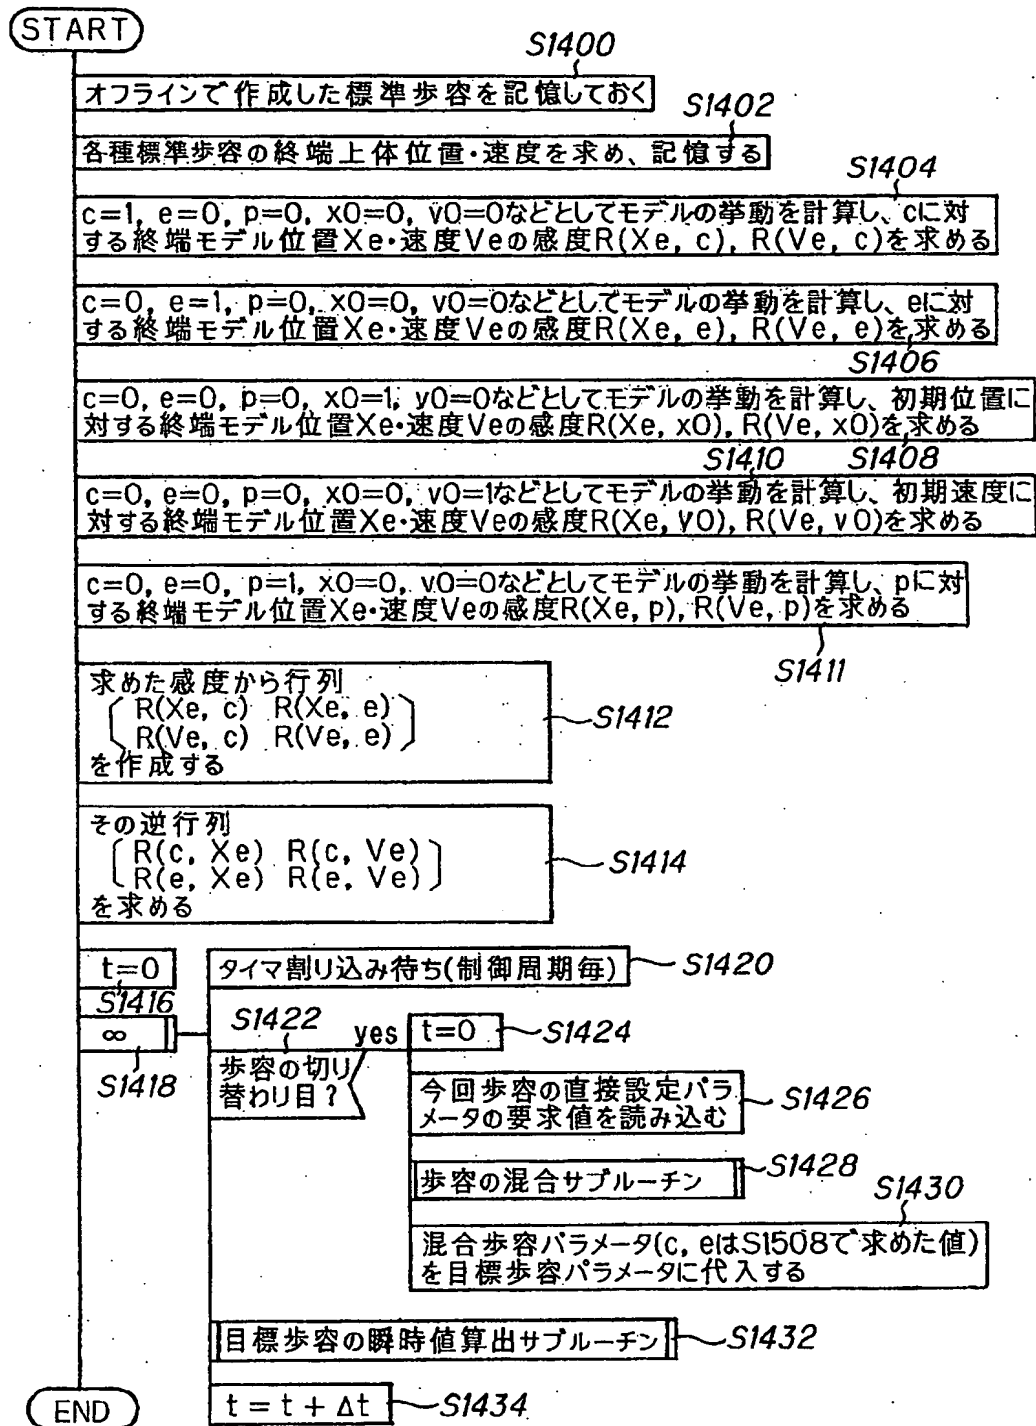 START
S1400
オフラインで作成した標準歩容を記憶しておく
S1402
各種標準歩容の終端上体位置・速度を求め、記憶する
S1404
c=1, e=0, p=0, x0=0, v0=0などとしてモデルの挙動を計算し、cに対
する終端モデル位置Xe・速度Veの感度R(Xe, c), R(Ve, c)を求める
c=0, e=1, p=0, x0=0, v0=0などとしてモデルの挙動を計算し、eに対
する終端モデル位置Xe・速度Veの感度R(Xe, e), R(Ve, e)を求める
S1406
c=0, e=0, p=0, x0=1, y0=0などとしてモデルの挙動を計算し、初期位置に
対する終端モデル位置Xe・速度Veの感度R(Xe, x0), R(Ve, x0)を求める
S1410 S1408
c=0, e=0, p=0, x0=0, v0=1などとしてモデルの挙動を計算し、初期速度に
対する終端モデル位置Xe・速度Veの感度R(Xe, v0), R(Ve, v0)を求める
c=0, e=0, p=1, x0=0, v0=0などとしてモデルの挙動を計算し、pに対
する終端モデル位置Xe・速度Veの感度R(Xe, p), R(Ve, p)を求める
S1411
求めた感度から行列
R(Xe, c) R(Xe, e)
R(Ve, c) R(Ve, e)
を作成する
S1412
その逆行列
R(c, Xe) R(c, Ve)
R(e, Xe) R(e, Ve)
を求める
S1414
t=0
S1416
∞
S1418
タイマ割り込み待ち(制御周期毎)
S1420
S1422
歩容の切り
替わり目?
yes
t=0
S1424
今回歩容の直接設定パラ
メータの要求値を読み込む
S1426
歩容の混合サブルーチン
S1428
S1430
混合歩容パラメータ(c, eはS1508で求めた値)
を目標歩容パラメータに代入する
目標歩容の瞬時値算出サブルーチン
S1432
t = t + Δt
S1434
END